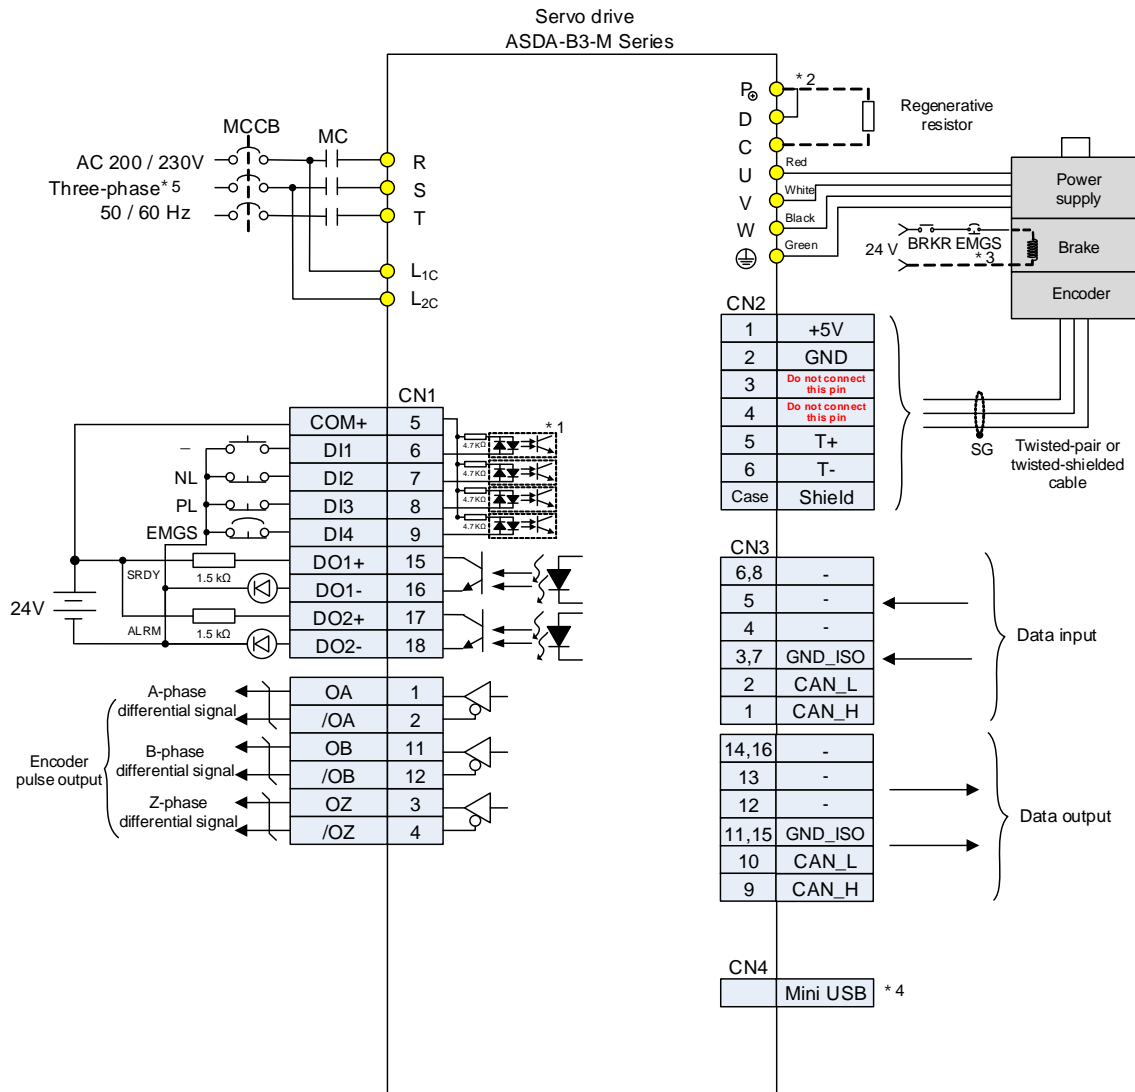 Servo drive
ASDA-B3-M Series
MCCB
MC
AC 200 / 230V
Three-phase* 5
50 / 60 Hz
R
S
T
L1C
L2C
P⊕
* 2
D
C
U
Red
V
White
W
Black
Green
Regenerative
resistor
Power
supply
24 V
BRKR
EMGS
* 3
Brake
Encoder
SG
Twisted-pair or
twisted-shielded
cable
CN2
1 +5V
2 GND
3 Do not connect
this pin
4 Do not connect
this pin
5 T+
6 T-
Case Shield
CN1
COM+ 5
– DI1 6
NL DI2 7
PL DI3 8
EMGS DI4 9
* 1
4.7KΩ
4.7KΩ
4.7KΩ
4.7KΩ
24V
SRDY
1.5 kΩ
DO1+ 15
DO1- 16
ALRM
1.5 kΩ
DO2+ 17
DO2- 18
Encoder
pulse output
A-phase
differential signal
OA 1
/OA 2
B-phase
differential signal
OB 11
/OB 12
Z-phase
differential signal
OZ 3
/OZ 4
CN3
6,8 -
5 -
4 -
3,7 GND_ISO
2 CAN_L
1 CAN_H
Data input
14,16 -
13 -
12 -
11,15 GND_ISO
10 CAN_L
9 CAN_H
Data output
CN4
Mini USB
* 4